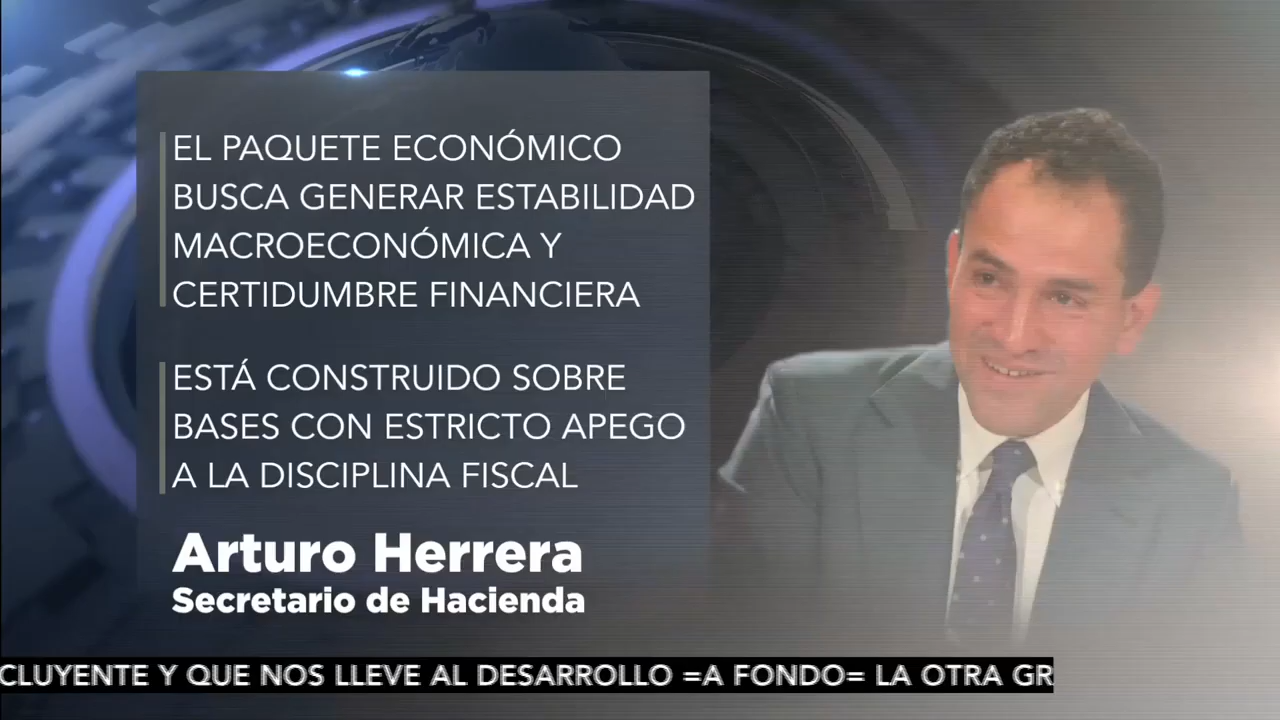 EL PAQUETE ECONÓMICO
BUSCA GENERAR ESTABILIDAD
MACROECONÓMICA Y
CERTIDUMBRE FINANCIERA
ESTÁ CONSTRUIDO SOBRE
BASES CON ESTRICTO APEGO
A LA DISCIPLINA FISCAL
Arturo Herrera
Secretario de Hacienda
CLUYENTE Y QUE NOS LLEVE AL DESARROLLO =A FONDO= LA OTRA GR